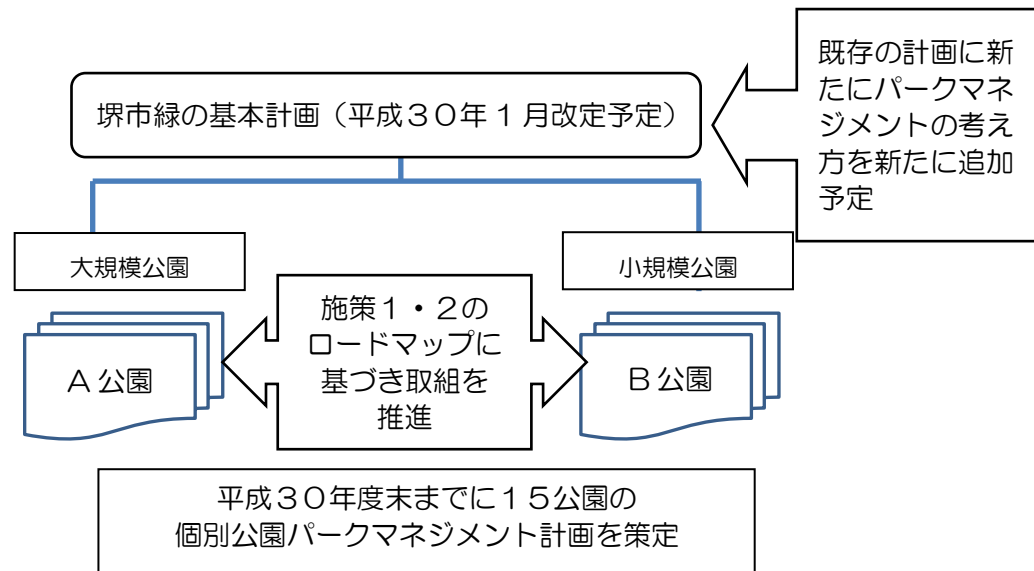 堺市緑の基本計画（平成３０年１月改定予定）
既存の計画に新
たにパークマネ
ジメントの考え
方を新たに追加
予定
大規模公園
小規模公園
Ａ公園
施策１・２の
ロードマップに
基づき取組を
推進
Ｂ公園
平成３０年度末までに１５公園の
個別公園パークマネジメント計画を策定